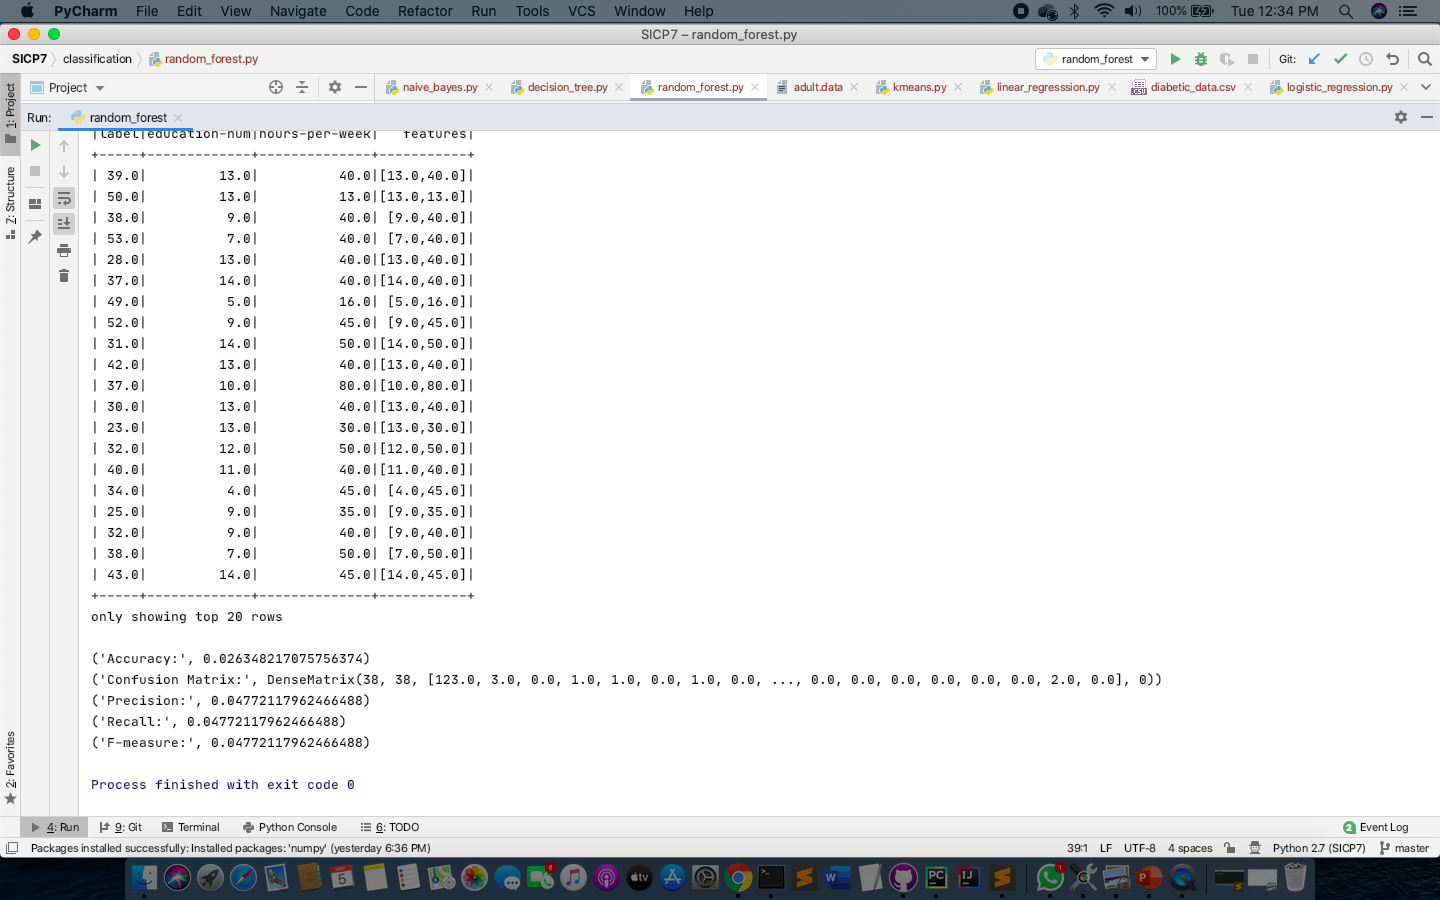 PyCharm File Edit View Navigate Code Refactor Run Tools VCS Window Help 100% Tue 12:34 PM
SICP7 – random_forest.py
SICP7 classification random_forest.py random_forest Git:
1: Project
Project naive_bayes.py decision_tree.py random_forest.py adult.data kmeans.py linear_regresssion.py diabetic_data.csv logistic_regression.py
Run: random_forest
|label|education-num|hours-per-week|   features|
+-----+-------------+--------------+-----------+
| 39.0|         13.0|          40.0|[13.0,40.0]|
| 50.0|         13.0|          13.0|[13.0,13.0]|
| 38.0|          9.0|          40.0| [9.0,40.0]|
| 53.0|          7.0|          40.0| [7.0,40.0]|
| 28.0|         13.0|          40.0|[13.0,40.0]|
| 37.0|         14.0|          40.0|[14.0,40.0]|
| 49.0|          5.0|          16.0| [5.0,16.0]|
| 52.0|          9.0|          45.0| [9.0,45.0]|
| 31.0|         14.0|          50.0|[14.0,50.0]|
| 42.0|         13.0|          40.0|[13.0,40.0]|
| 37.0|         10.0|          80.0|[10.0,80.0]|
| 30.0|         13.0|          40.0|[13.0,40.0]|
| 23.0|         13.0|          30.0|[13.0,30.0]|
| 32.0|         12.0|          50.0|[12.0,50.0]|
| 40.0|         11.0|          40.0|[11.0,40.0]|
| 34.0|          4.0|          45.0| [4.0,45.0]|
| 25.0|          9.0|          35.0| [9.0,35.0]|
| 32.0|          9.0|          40.0| [9.0,40.0]|
| 38.0|          7.0|          50.0| [7.0,50.0]|
| 43.0|         14.0|          45.0|[14.0,45.0]|
+-----+-------------+--------------+-----------+
only showing top 20 rows
('Accuracy:', 0.026348217075756374)
('Confusion Matrix:', DenseMatrix(38, 38, [123.0, 3.0, 0.0, 1.0, 1.0, 0.0, 1.0, 0.0, ..., 0.0, 0.0, 0.0, 0.0, 0.0, 0.0, 2.0, 0.0], 0))
('Precision:', 0.04772117962466488)
('Recall:', 0.04772117962466488)
('F-measure:', 0.04772117962466488)
Process finished with exit code 0
7: Structure
2: Favorites
4: Run 9: Git Terminal Python Console 6: TODO 2 Event Log
Packages installed successfully: Installed packages: 'numpy' (yesterday 6:36 PM) 39:1 LF UTF-8 4 spaces Python 2.7 (SICP7) master
MAY 5 8 tv W PC IJ 1 P